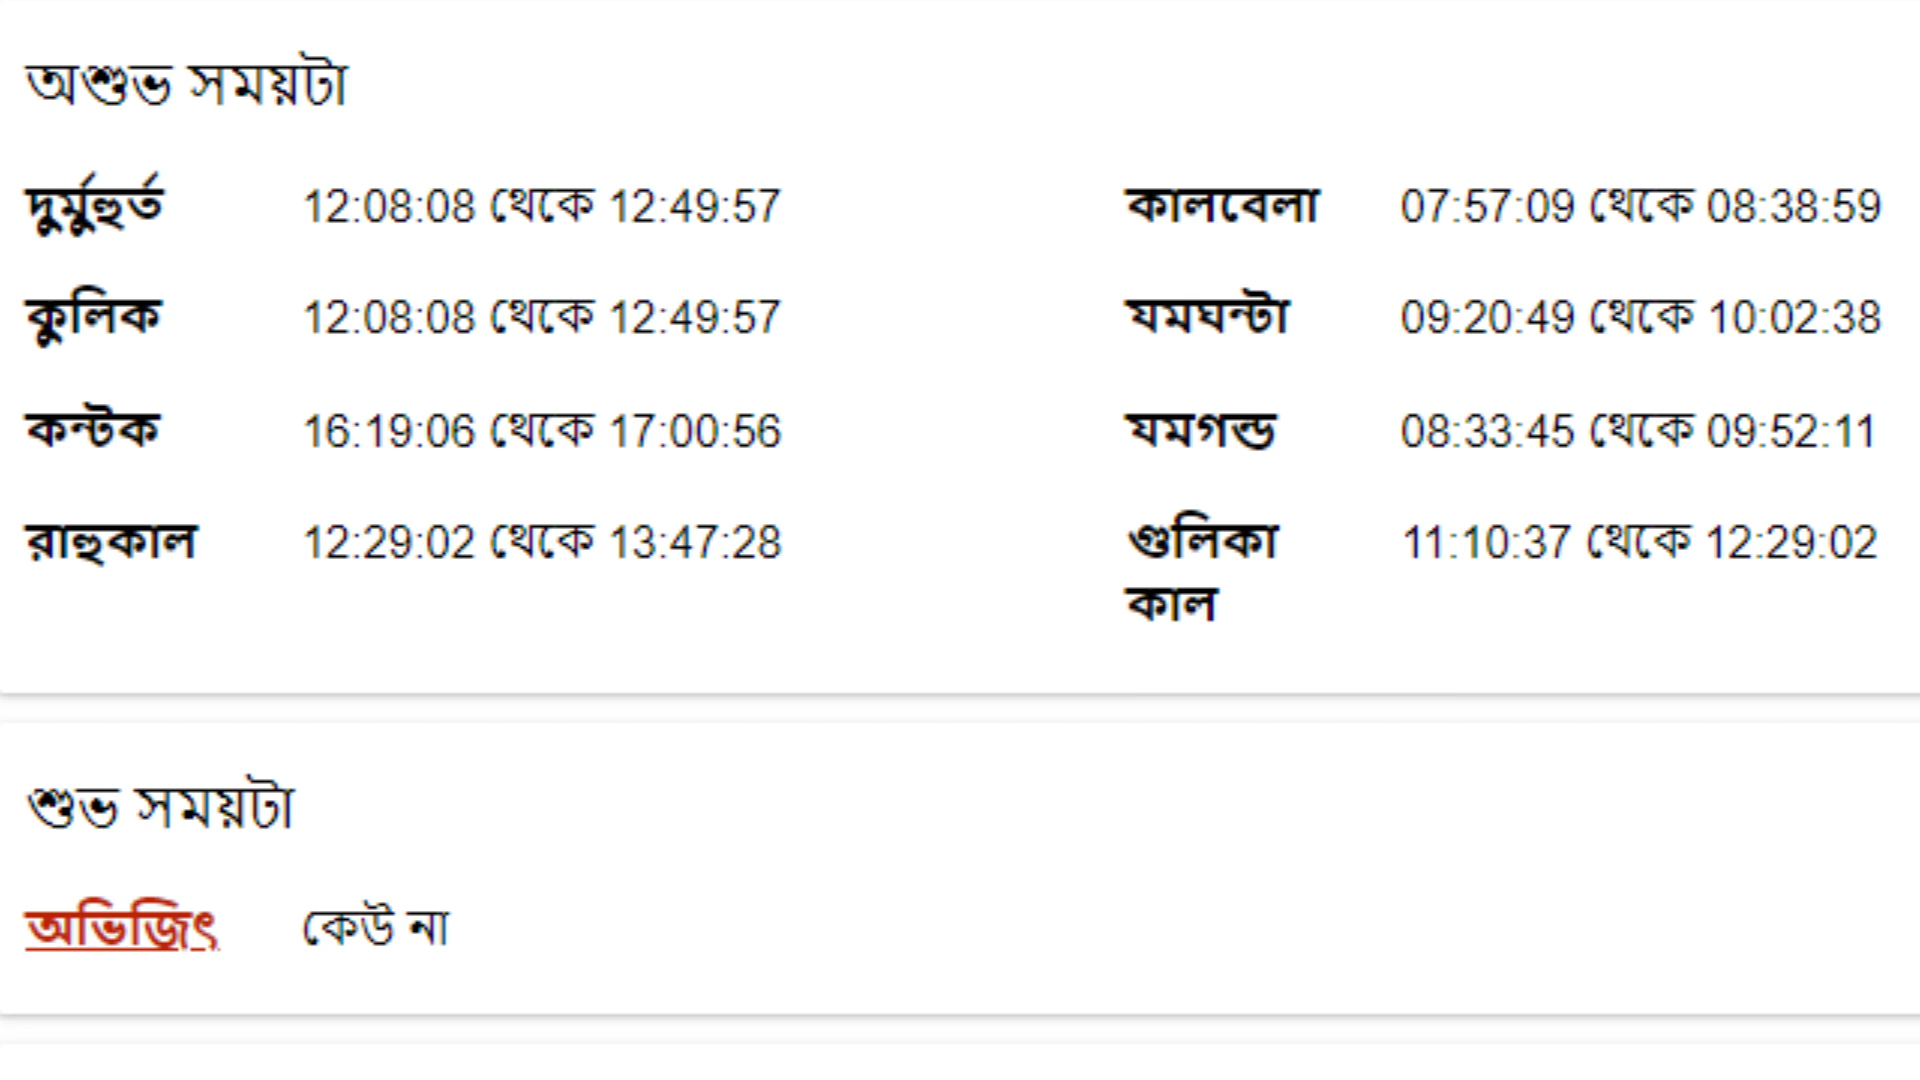 অশুভ সময়টা
দুর্মুহুর্ত 12:08:08 থেকে 12:49:57 কালবেলা 07:57:09 থেকে 08:38:59
কুলিক 12:08:08 থেকে 12:49:57 যমঘন্টা 09:20:49 থেকে 10:02:38
কন্টক 16:19:06 থেকে 17:00:56 যমগন্ড 08:33:45 থেকে 09:52:11
রাহুকাল 12:29:02 থেকে 13:47:28 গুলিকা 11:10:37 থেকে 12:29:02
কাল
শুভ সময়টা
অভিজিৎ কেউ না